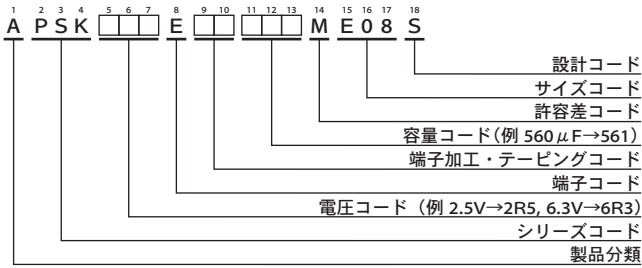 1 2 3 4 5 6 7 8 9 10 11 12 13 14 15 16 17 18
A PSK □□□ E □□ □□□ M E08 S
設計コード
サイズコード
許容差コード
容量コード(例 560μF→561)
端子加工・テーピングコード
端子コード
電圧コード (例 2.5V→2R5, 6.3V→6R3)
シリーズコード
製品分類